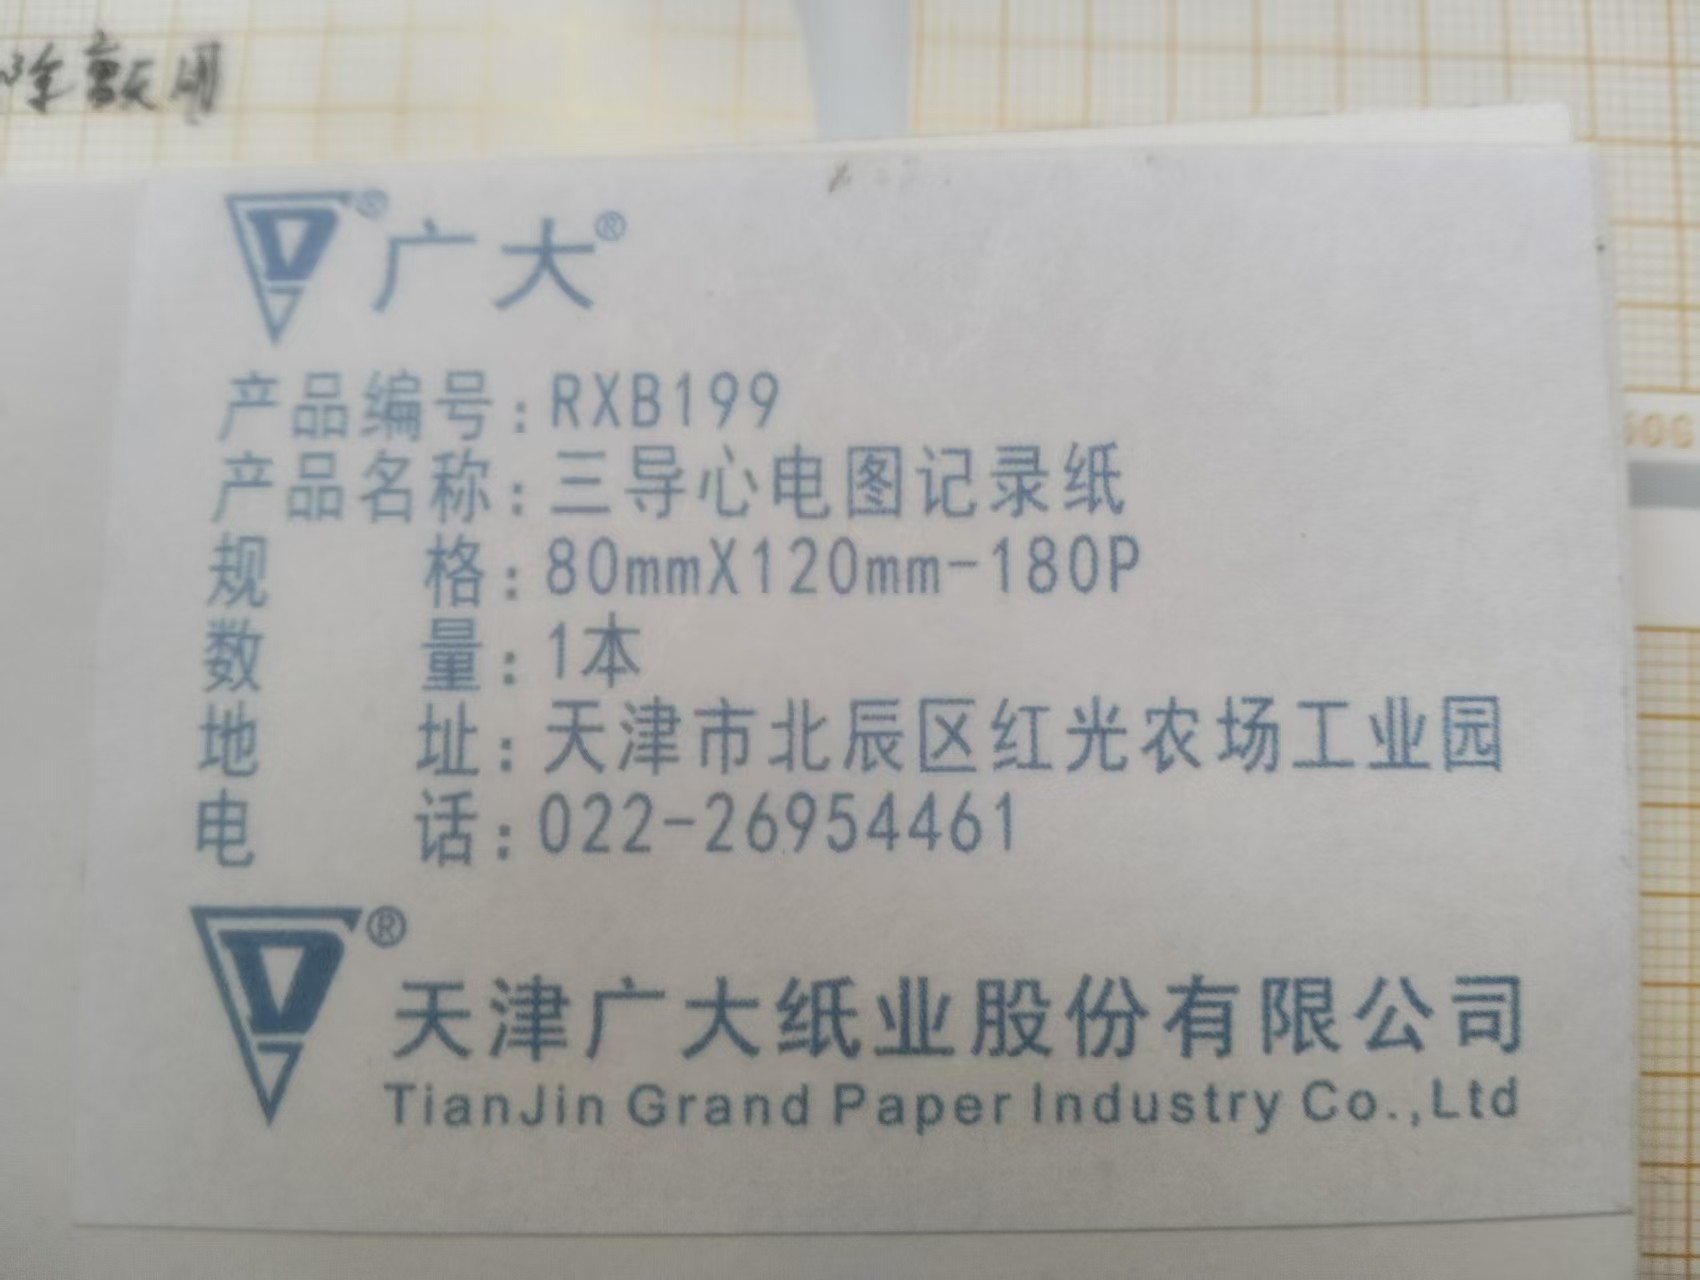 除颤用
广大®
产品编号:RXB199
产品名称:三导心电图记录纸
规格:80mmX120mm-180P
数量:1本
地址:天津市北辰区红光农场工业园
电话:022-26954461
天津广大纸业股份有限公司
TianJin Grand Paper Industry Co.,Ltd